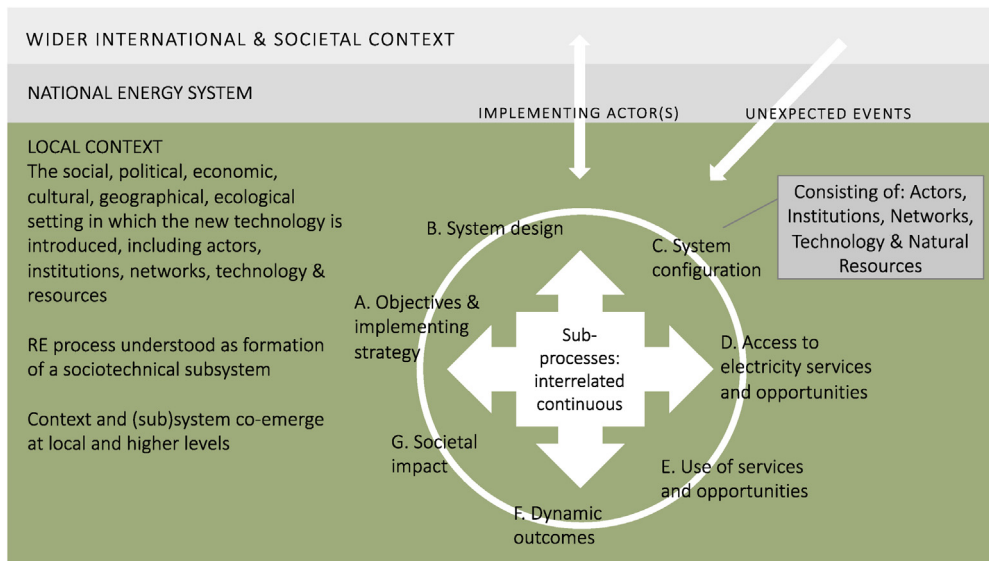 WIDER INTERNATIONAL & SOCIETAL CONTEXT
NATIONAL ENERGY SYSTEM
IMPLEMENTING ACTOR(S)
UNEXPECTED EVENTS
LOCAL CONTEXT
The social, political, economic,
cultural, geographical, ecological
setting in which the new technology is
introduced, including actors,
institutions, networks, technology &
resources
RE process understood as formation
of a sociotechnical subsystem
Context and (sub)system co-emerge
at local and higher levels
Consisting of: Actors,
Institutions, Networks,
Technology & Natural
Resources
A. Objectives &
implementing
strategy
B. System design
C. System
configuration
D. Access to
electricity services
and opportunities
E. Use of services
and opportunities
F. Dynamic
outcomes
G. Societal
impact
Sub-
processes:
interrelated
continuous